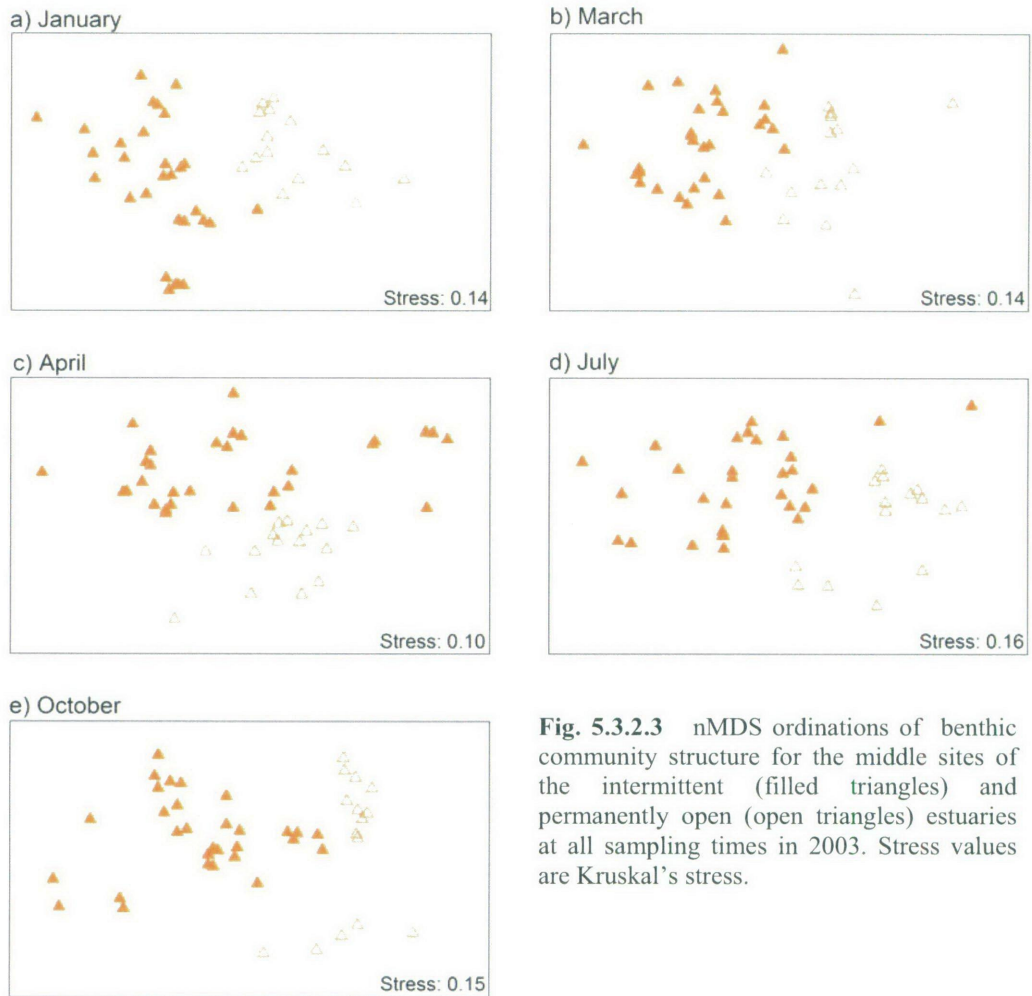 a) January
Stress: 0.14
b) March
Stress: 0.14
c) April
Stress: 0.10
d) July
Stress: 0.16
e) October
Stress: 0.15
Fig. 5.3.2.3 nMDS ordinations of benthic
community structure for the middle sites of
the intermittent (filled triangles) and
permanently open (open triangles) estuaries
at all sampling times in 2003. Stress values
are Kruskal's stress.